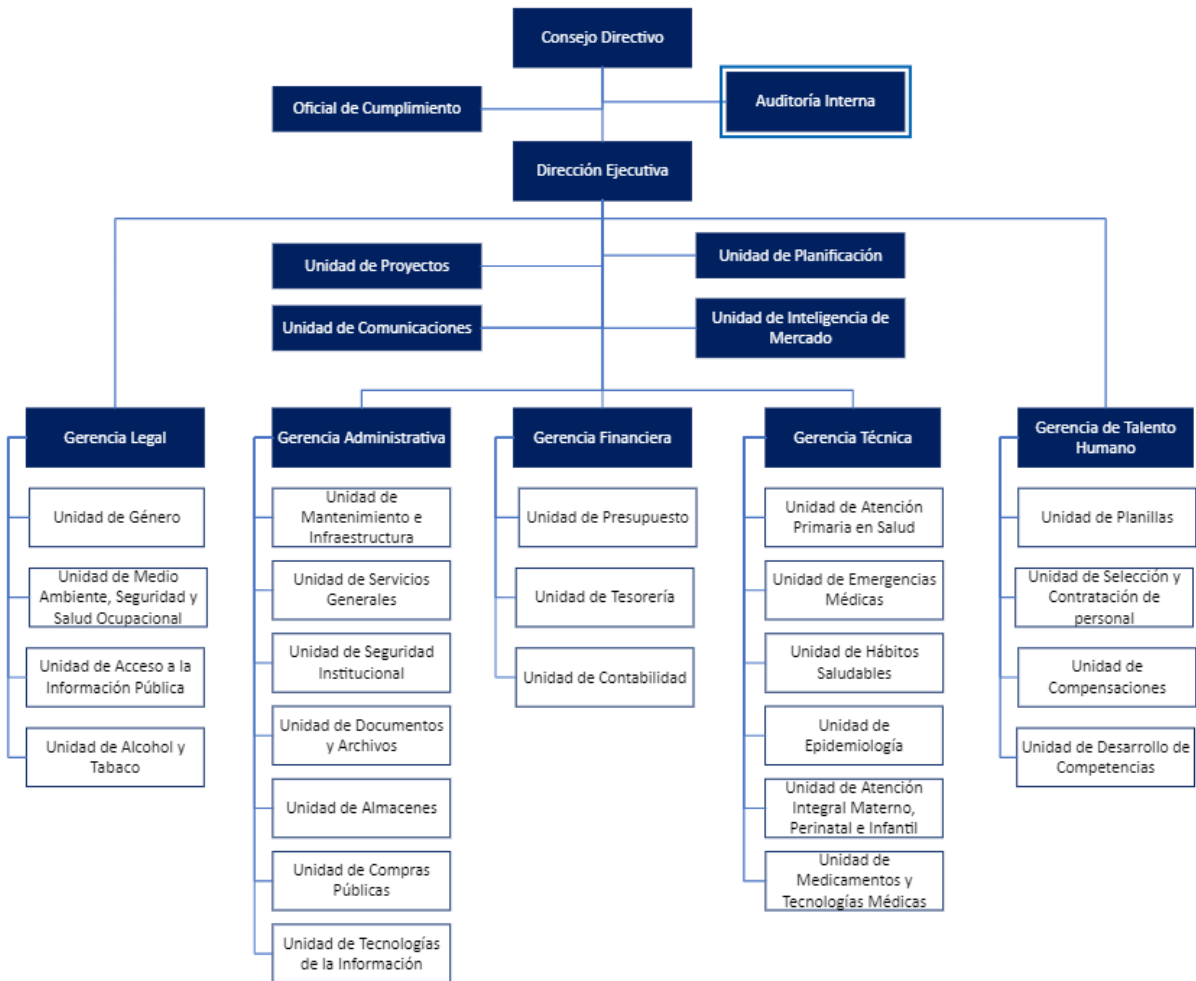 Consejo Directivo
Oficial de Cumplimiento
Auditoría Interna
Dirección Ejecutiva
Unidad de Proyectos
Unidad de Planificación
Unidad de Comunicaciones
Unidad de Inteligencia de
Mercado
Gerencia Legal
Unidad de Género
Unidad de Medio
Ambiente, Seguridad y
Salud Ocupacional
Unidad de Acceso a la
Información Pública
Unidad de Alcohol y
Tabaco
Gerencia Administrativa
Unidad de
Mantenimiento e
Infraestructura
Unidad de Servicios
Generales
Unidad de Seguridad
Institucional
Unidad de Documentos
y Archivos
Unidad de Almacenes
Unidad de Compras
Públicas
Unidad de Tecnologías
de la Información
Gerencia Financiera
Unidad de Presupuesto
Unidad de Tesorería
Unidad de Contabilidad
Gerencia Técnica
Unidad de Atención
Primaria en Salud
Unidad de Emergencias
Médicas
Unidad de Hábitos
Saludables
Unidad de
Epidemiología
Unidad de Atención
Integral Materno,
Perinatal e Infantil
Unidad de
Medicamentos y
Tecnologías Médicas
Gerencia de Talento
Humano
Unidad de Planillas
Unidad de Selección y
Contratación de
personal
Unidad de
Compensaciones
Unidad de Desarrollo de
Competencias